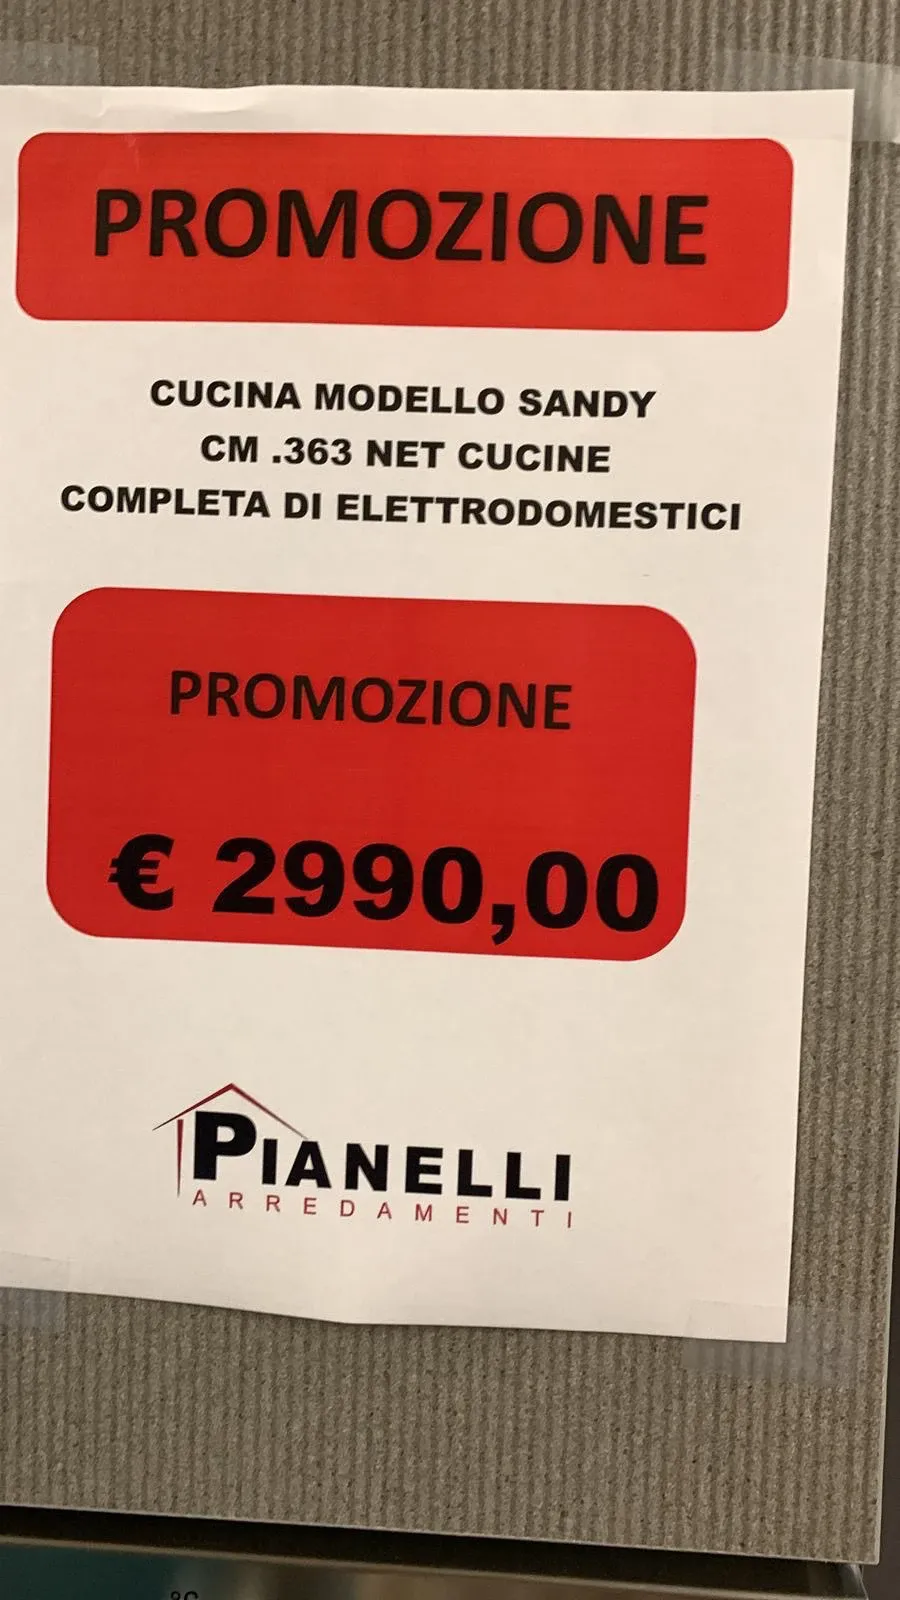 PROMOZIONE
CUCINA MODELLO SANDY
CM .363 NET CUCINE
COMPLETA DI ELETTRODOMESTICI
PROMOZIONE
€ 2990,00
PIANELLI
ARREDAMENTI